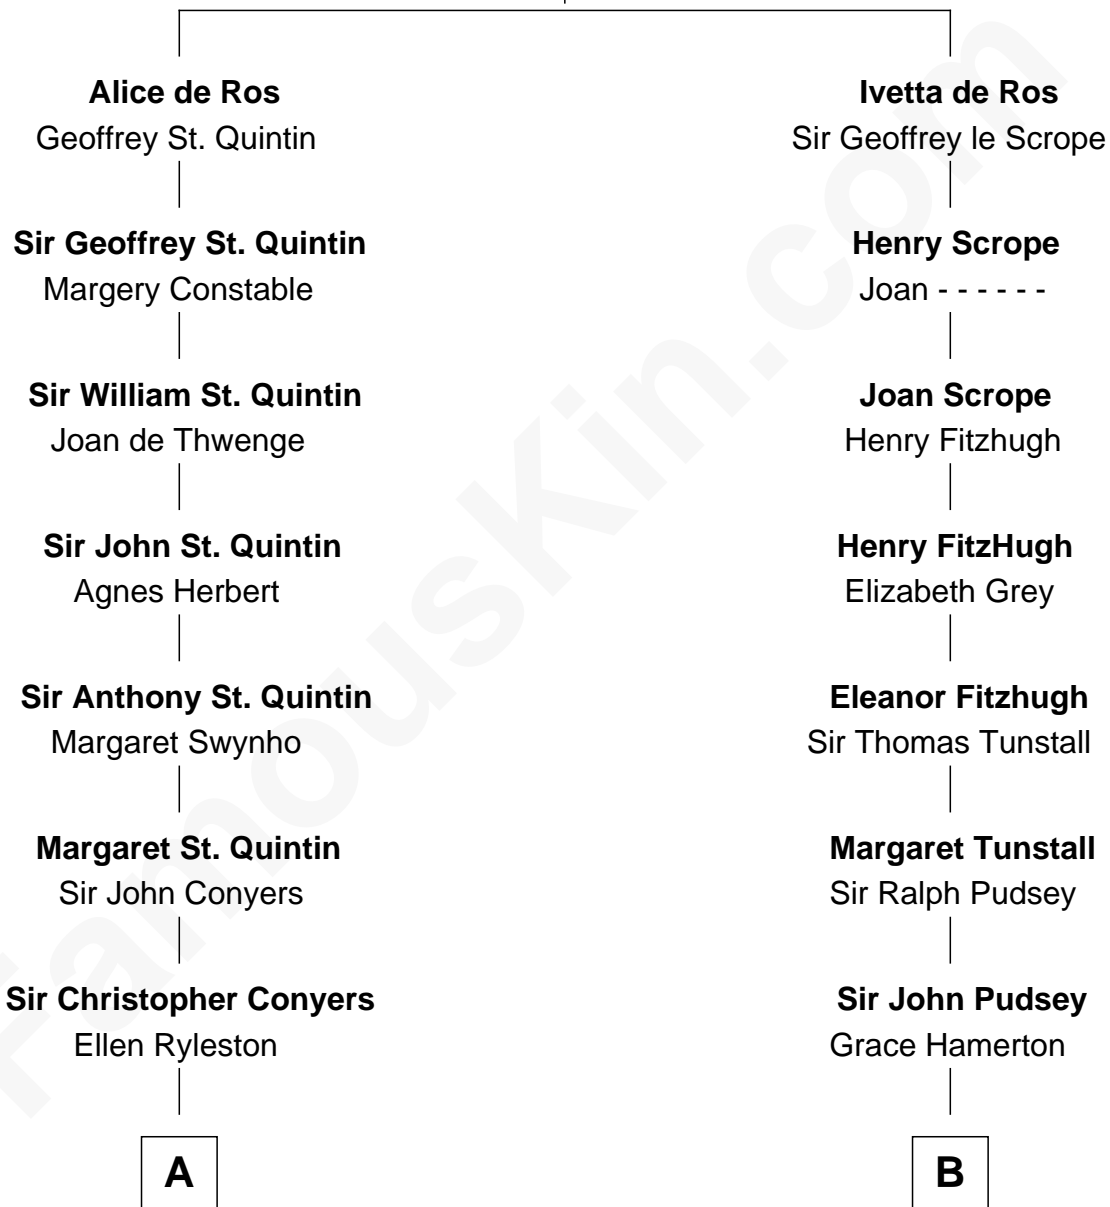 Alice de Ros
Geoffrey St. Quintin
Sir Geoffrey St. Quintin
Margery Constable
Sir William St. Quintin
Joan de Thwenge
Sir John St. Quintin
Agnes Herbert
Sir Anthony St. Quintin
Margaret Swynho
Margaret St. Quintin
Sir John Conyers
Sir Christopher Conyers
Ellen Ryleston
A
Ivetta de Ros
Sir Geoffrey le Scrope
Henry Scrope
Joan - - - - - -
Joan Scrope
Henry Fitzhugh
Henry FitzHugh
Elizabeth Grey
Eleanor Fitzhugh
Sir Thomas Tunstall
Margaret Tunstall
Sir Ralph Pudsey
Sir John Pudsey
Grace Hamerton
B
FamousKin.com